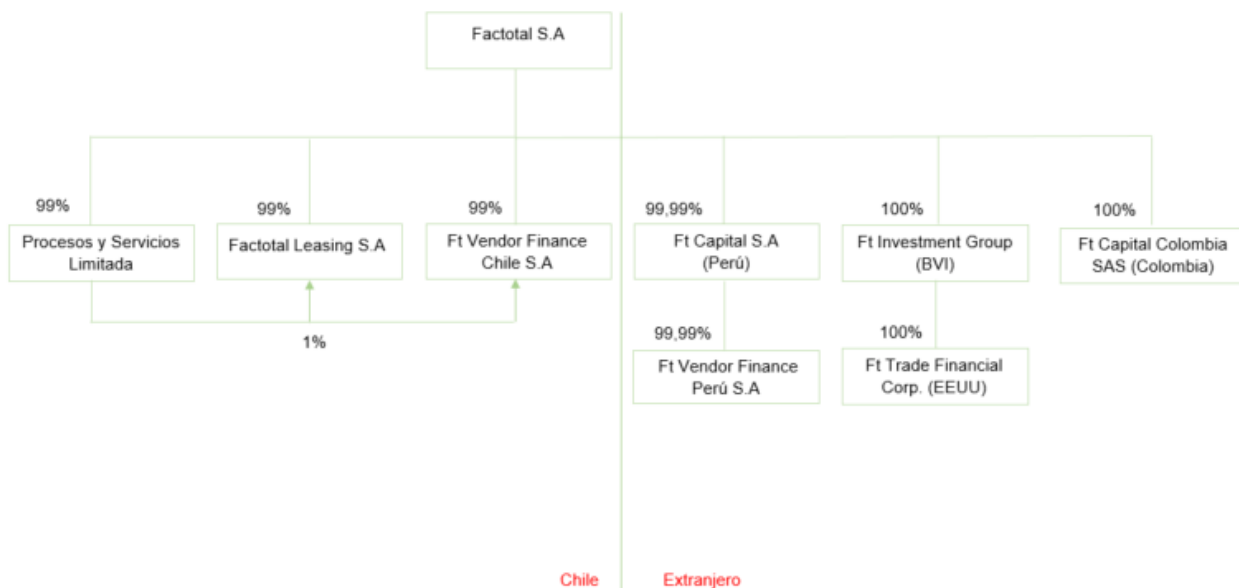 Factotal S.A
99%
99%
99%
99,99%
100%
100%
Procesos y Servicios
Limitada
Factotal Leasing S.A
Ft Vendor Finance
Chile S.A
Ft Capital S.A
(Perú)
Ft Investment Group
(BVI)
Ft Capital Colombia
SAS (Colombia)
1%
99,99%
100%
Ft Vendor Finance
Perú S.A
Ft Trade Financial
Corp. (EEUU)
Chile
Extranjero